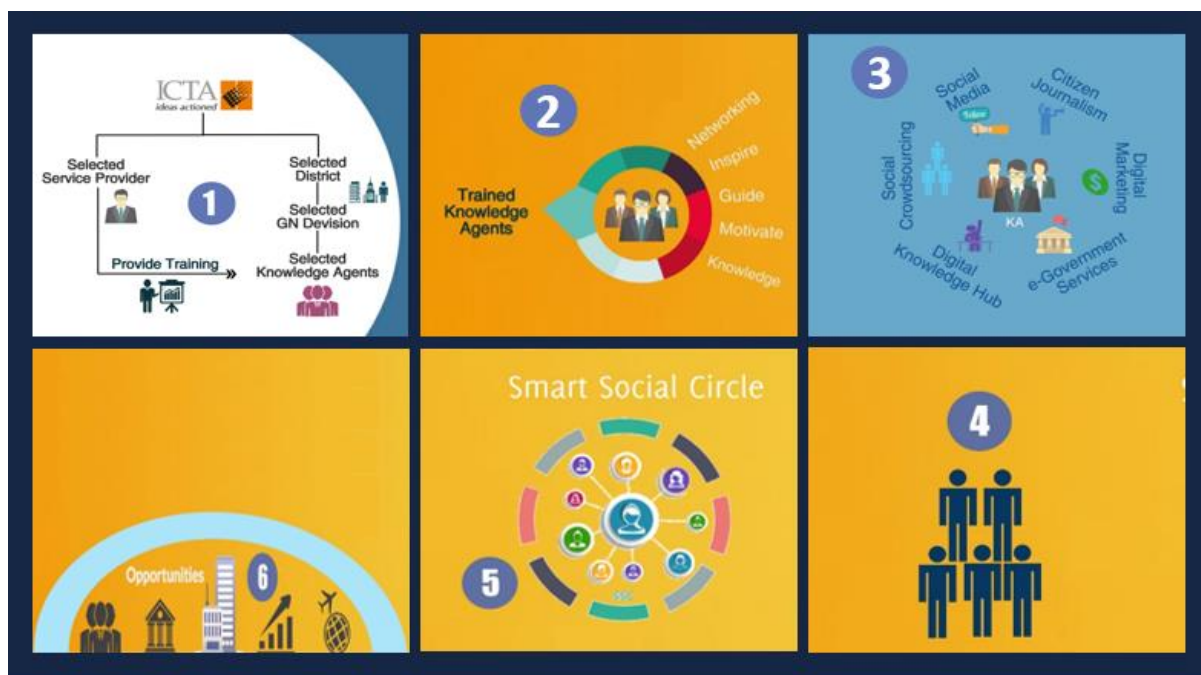 ICTA
ideas actioned
Selected
Service Provider
1
Selected
District
Selected
GN Devision
Provide Training
Selected
Knowledge Agents
2
Trained
Knowledge
Agents
Networking
Inspire
Guide
Motivate
Knowledge
3
Social
Media
Citizen
Journalism
Digital
Marketing
e-Government
Services
Digital
Knowledge Hub
Social
Crowdsourcing
KA
Opportunities
6
Smart Social Circle
5
SSC
4